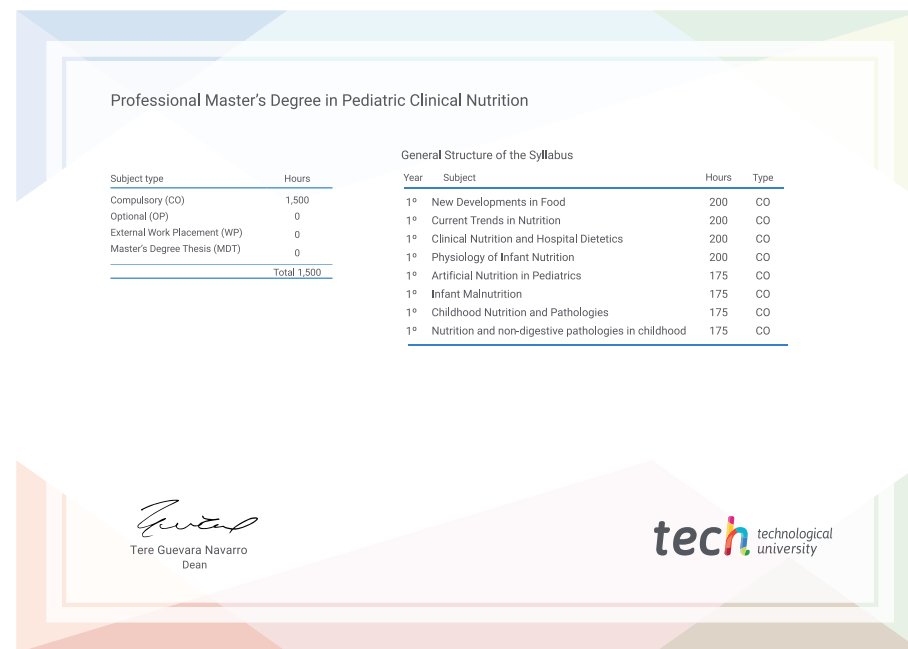 Professional Master's Degree in Pediatric Clinical Nutrition
General Structure of the Syllabus
Subject type Hours
Compulsory (CO) 1,500
Optional (OP) 0
External Work Placement (WP) 0
Master's Degree Thesis (MDT) 0
Total 1,500
Year Subject Hours Type
1º New Developments in Food 200 CO
1º Current Trends in Nutrition 200 CO
1º Clinical Nutrition and Hospital Dietetics 200 CO
1º Physiology of Infant Nutrition 200 CO
1º Artificial Nutrition in Pediatrics 175 CO
1º Infant Malnutrition 175 CO
1º Childhood Nutrition and Pathologies 175 CO
1º Nutrition and non-digestive pathologies in childhood 175 CO
Tere Guevara Navarro
Dean
tech technological
university